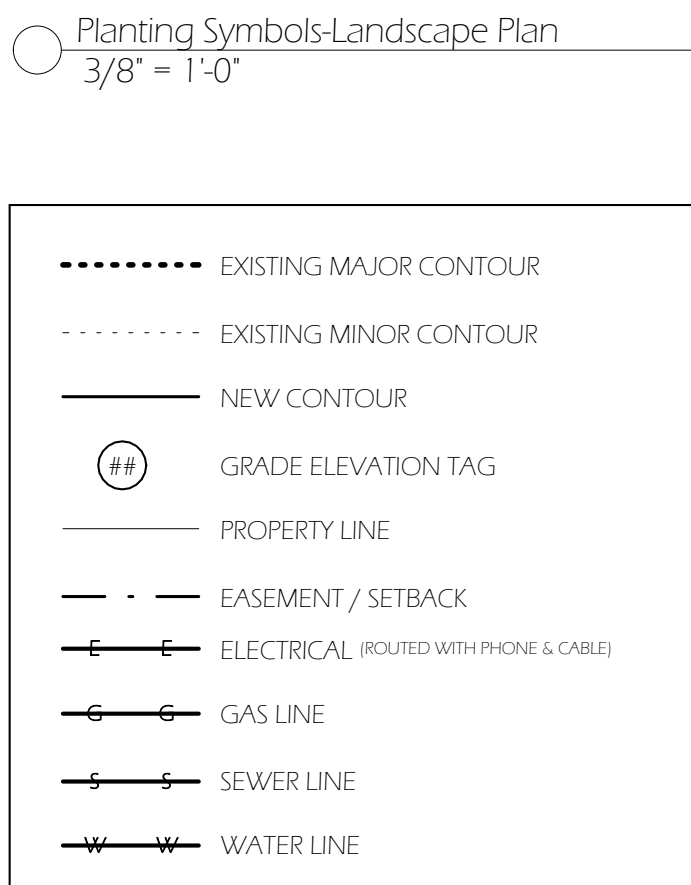 Planting Symbols-Landscape Plan
3/8" = 1'-0"
EXISTING MAJOR CONTOUR
EXISTING MINOR CONTOUR
NEW CONTOUR
## GRADE ELEVATION TAG
PROPERTY LINE
EASEMENT / SETBACK
E E ELECTRICAL (ROUTED WITH PHONE & CABLE)
G G GAS LINE
S S SEWER LINE
W W WATER LINE